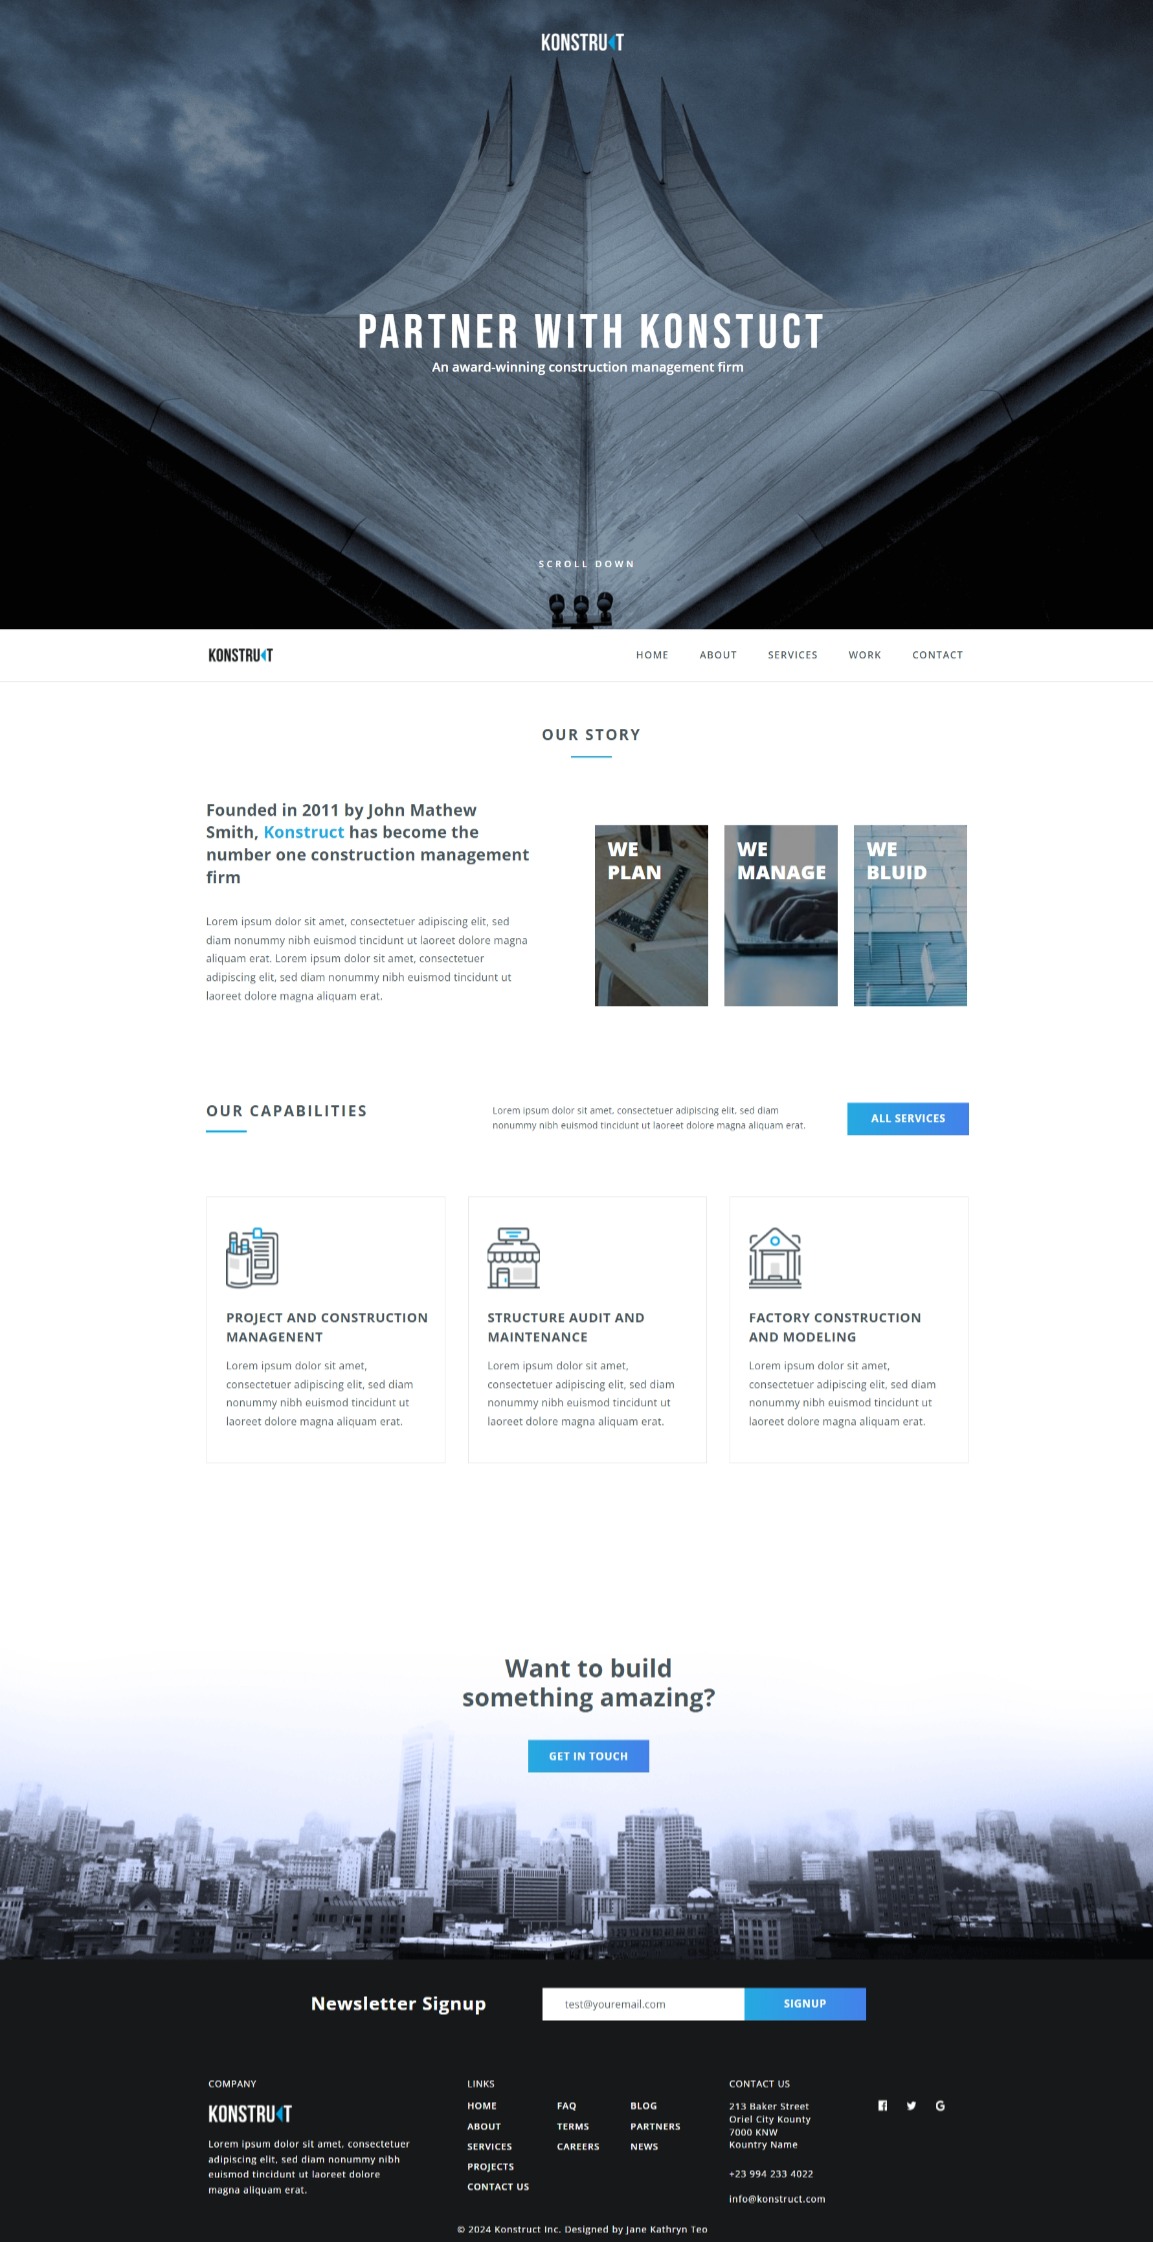 KONSTRUKT
PARTNER WITH KONSTUCT
An award-winning construction management firm
SCROLL DOWN
KONSTRUKT
HOME ABOUT SERVICES WORK CONTACT
OUR STORY
Founded in 2011 by John Mathew
Smith, Konstruct has become the
number one construction management
firm
Lorem ipsum dolor sit amet, consectetuer adipiscing elit, sed
diam nonummy nibh euismod tincidunt ut laoreet dolore magna
aliquam erat. Lorem ipsum dolor sit amet, consectetuer
adipiscing elit, sed diam nonummy nibh euismod tincidunt ut
laoreet dolore magna aliquam erat.
WE
PLAN
WE
MANAGE
WE
BLUID
OUR CAPABILITIES
Lorem ipsum dolor sit amet, consectetuer adipiscing elit, sed diam
nonummy nibh euismod tincidunt ut laoreet dolore magna aliquam erat.
ALL SERVICES
PROJECT AND CONSTRUCTION
MANAGENENT
Lorem ipsum dolor sit amet,
consectetuer adipiscing elit, sed diam
nonummy nibh euismod tincidunt ut
laoreet dolore magna aliquam erat.
STRUCTURE AUDIT AND
MAINTENANCE
Lorem ipsum dolor sit amet,
consectetuer adipiscing elit, sed diam
nonummy nibh euismod tincidunt ut
laoreet dolore magna aliquam erat.
FACTORY CONSTRUCTION
AND MODELING
Lorem ipsum dolor sit amet,
consectetuer adipiscing elit, sed diam
nonummy nibh euismod tincidunt ut
laoreet dolore magna aliquam erat.
Want to build
something amazing?
GET IN TOUCH
Newsletter Signup
test@youremail.com
SIGNUP
COMPANY
KONSTRUKT
Lorem ipsum dolor sit amet, consectetuer
adipiscing elit, sed diam nonummy nibh
euismod tincidunt ut laoreet dolore
magna aliquam erat.
LINKS
HOME
ABOUT
SERVICES
PROJECTS
CONTACT US
FAQ
TERMS
CAREERS
BLOG
PARTNERS
NEWS
CONTACT US
213 Baker Street
Oriel City Kounty
7000 KNW
Kountry Name
+23 994 233 4022
info@konstruct.com
© 2024 Konstruct Inc. Designed by Jane Kathryn Teo